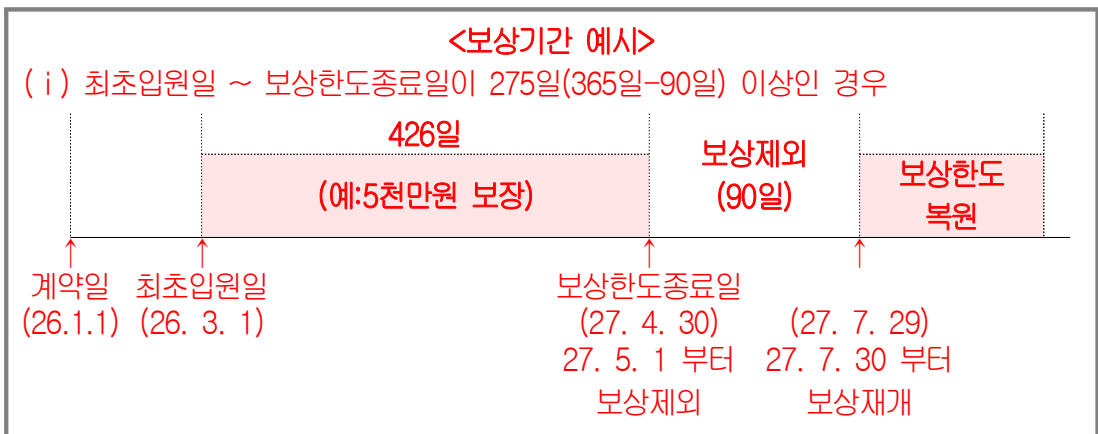 <보상기간 예시>
(ⅰ) 최초입원일 ~ 보상한도종료일이 275일(365일-90일) 이상인 경우
426일
(예:5천만원 보장)
보상제외
(90일)
보상한도
복원
계약일
(26.1.1)
최초입원일
(26. 3. 1)
보상한도종료일
(27. 4. 30)
27. 5. 1 부터
보상제외
(27. 7. 29)
27. 7. 30 부터
보상재개